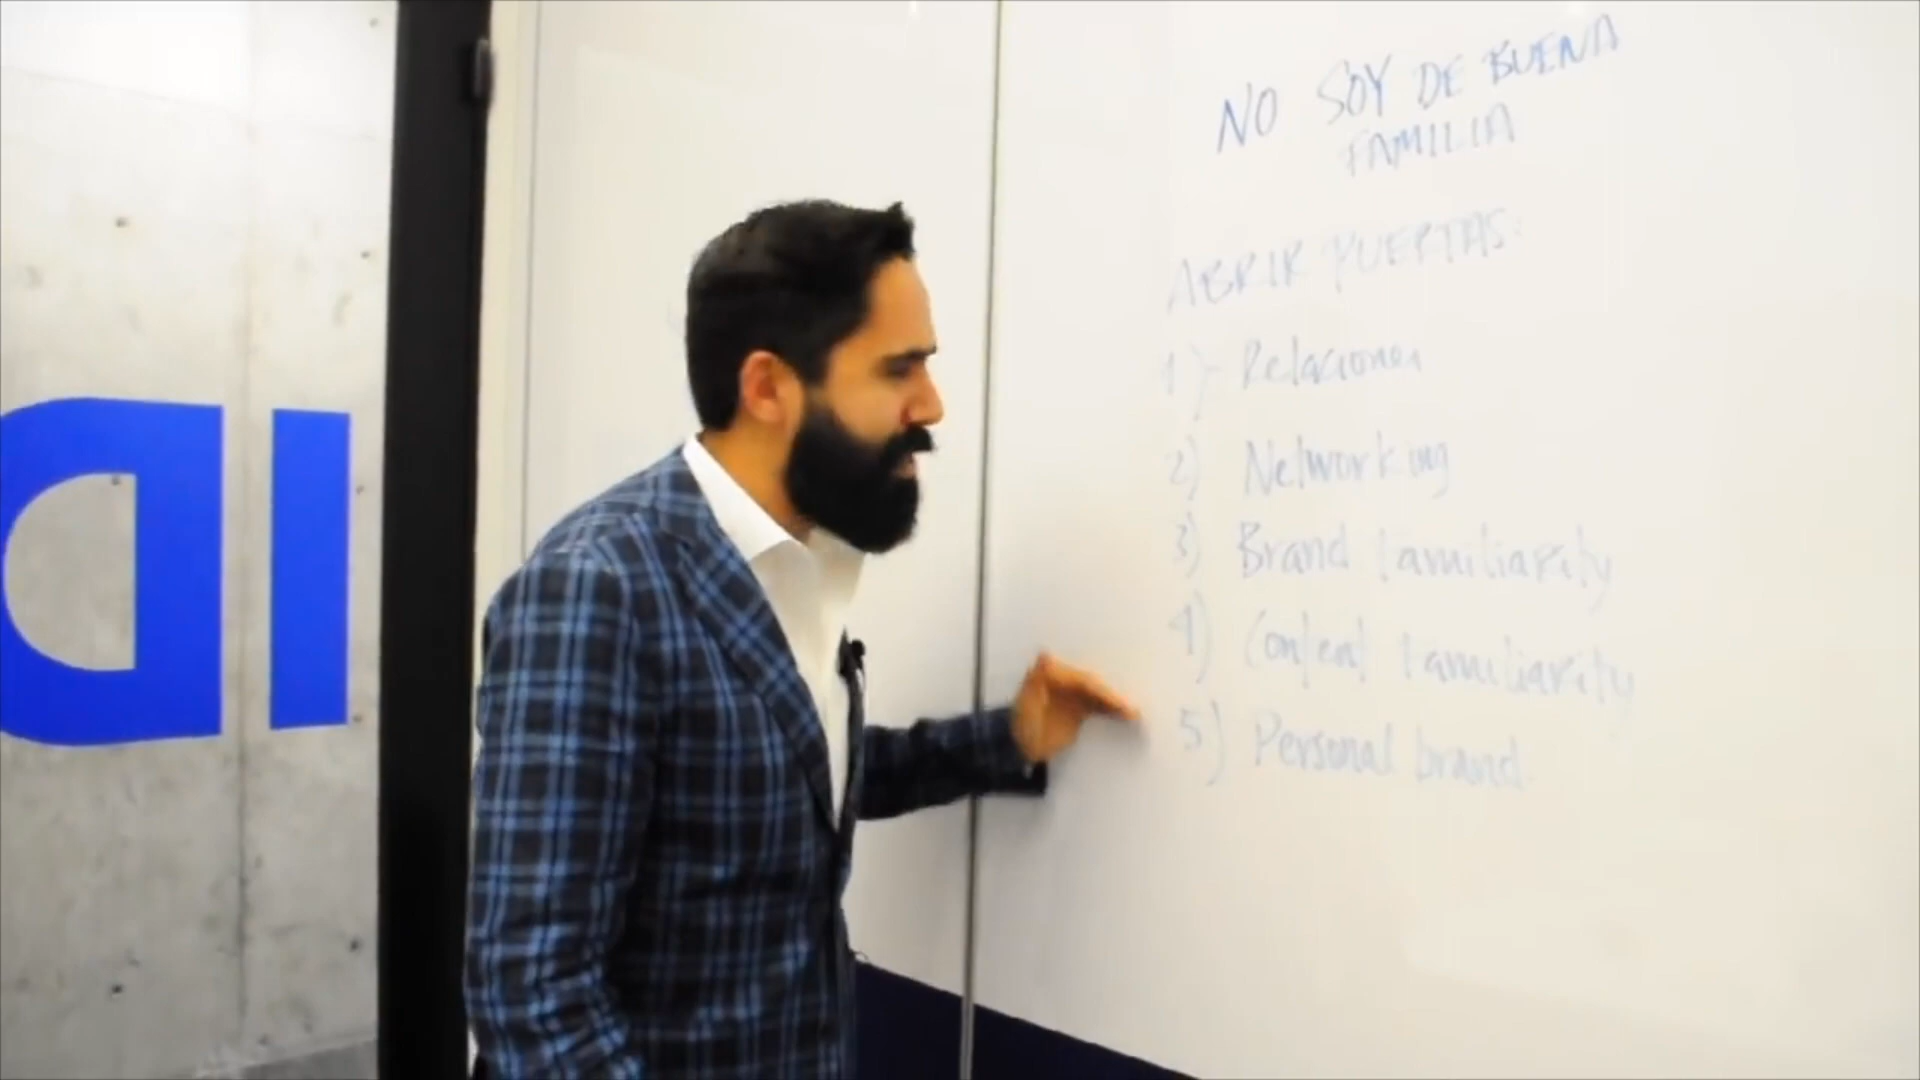 NO SOY DE BUENA
FAMILIA
ABRIR PUERTAS:
1)- Relaciones
2) Networking
3) Brand familiarity
4) Content familiarity
5) Personal brand.